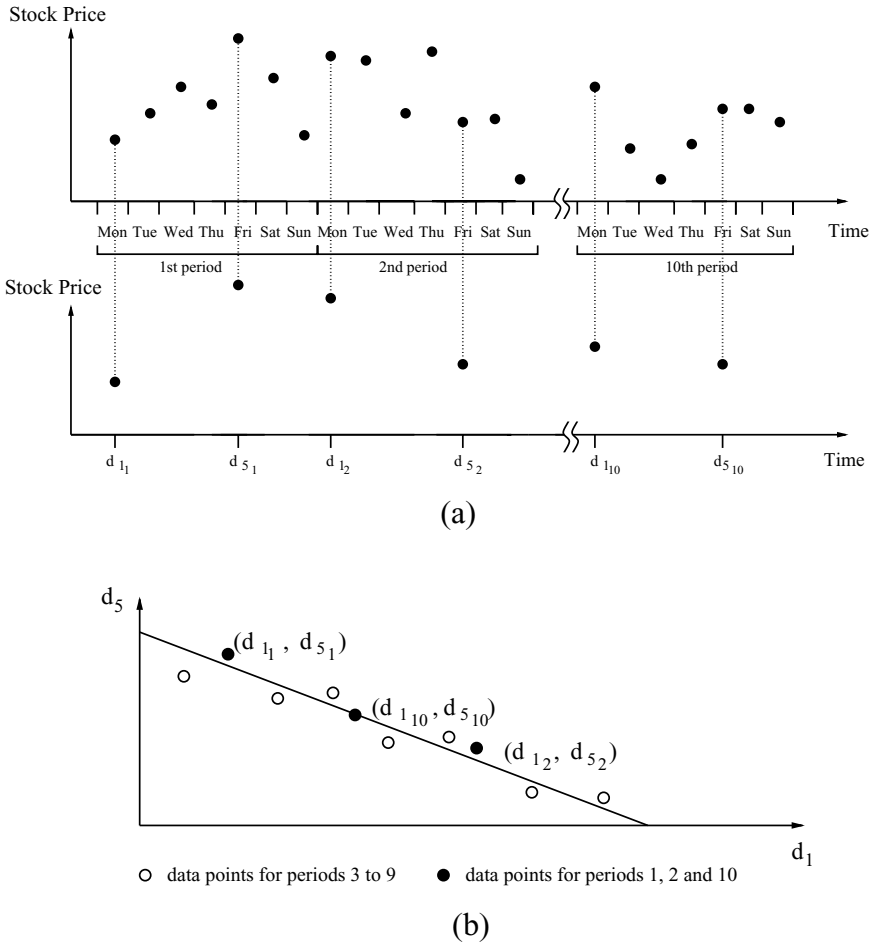 Stock Price
Mon Tue Wed Thu Fri Sat Sun Mon Tue Wed Thu Fri Sat Sun Mon Tue Wed Thu Fri Sat Sun Time
1st period 2nd period 10th period
Stock Price
d 1₁ d 5₁ d 1₂ d 5₂ d 1₁₀ d 5₁₀ Time
(a)
d₅
(d 1₁ , d 5₁)
(d 1₁₀ , d 5₁₀)
(d 1₂, d 5₂)
d₁
data points for periods 3 to 9 data points for periods 1, 2 and 10
(b)